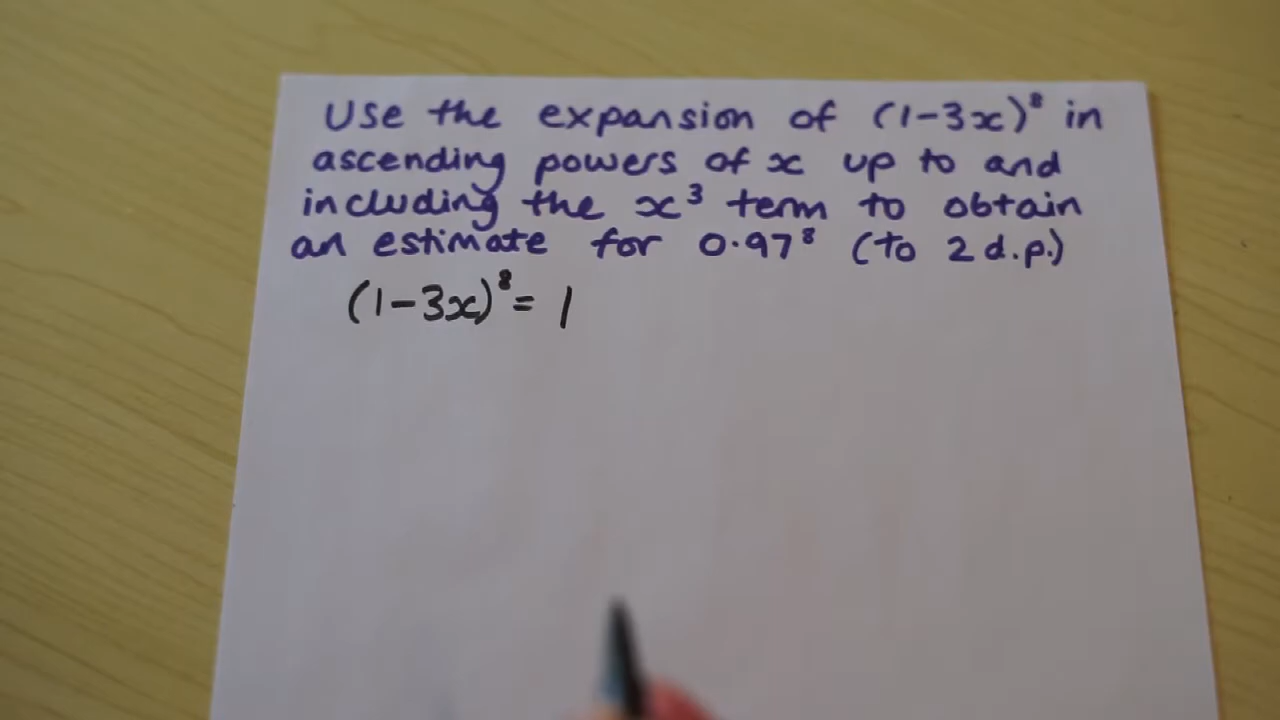 Use the expansion of (1-3x)⁸ in
ascending powers of x up to and
including the x³ term to obtain
an estimate for 0.97⁸ (to 2 d.p.)
(1-3x)⁸= 1